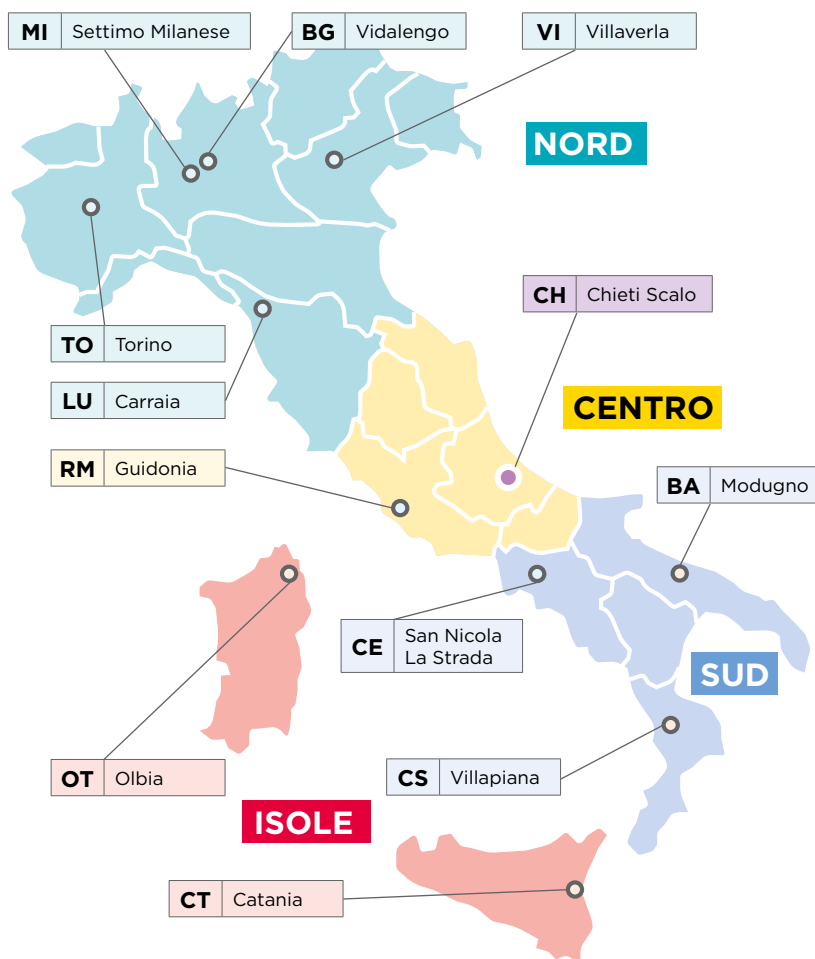 MI Settimo Milanese
BG Vidalengo
VI Villaverla
NORD
CH Chieti Scalo
TO Torino
LU Carraia
CENTRO
RM Guidonia
BA Modugno
CE San Nicola
La Strada
SUD
OT Olbia
CS Villapiana
ISOLE
CT Catania